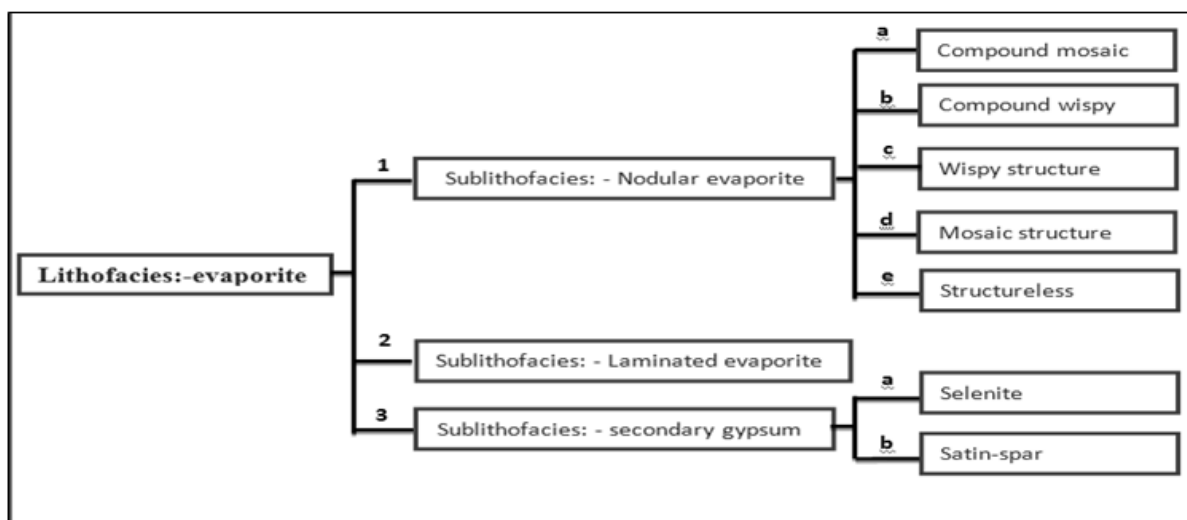 a
Compound mosaic
b
Compound wispy
1
c
Sublithofacies: - Nodular evaporite
Wispy structure
d
Mosaic structure
Lithofacies:-evaporite
e
Structureless
2
Sublithofacies: - Laminated evaporite
3
a
Sublithofacies: - secondary gypsum
Selenite
b
Satin-spar